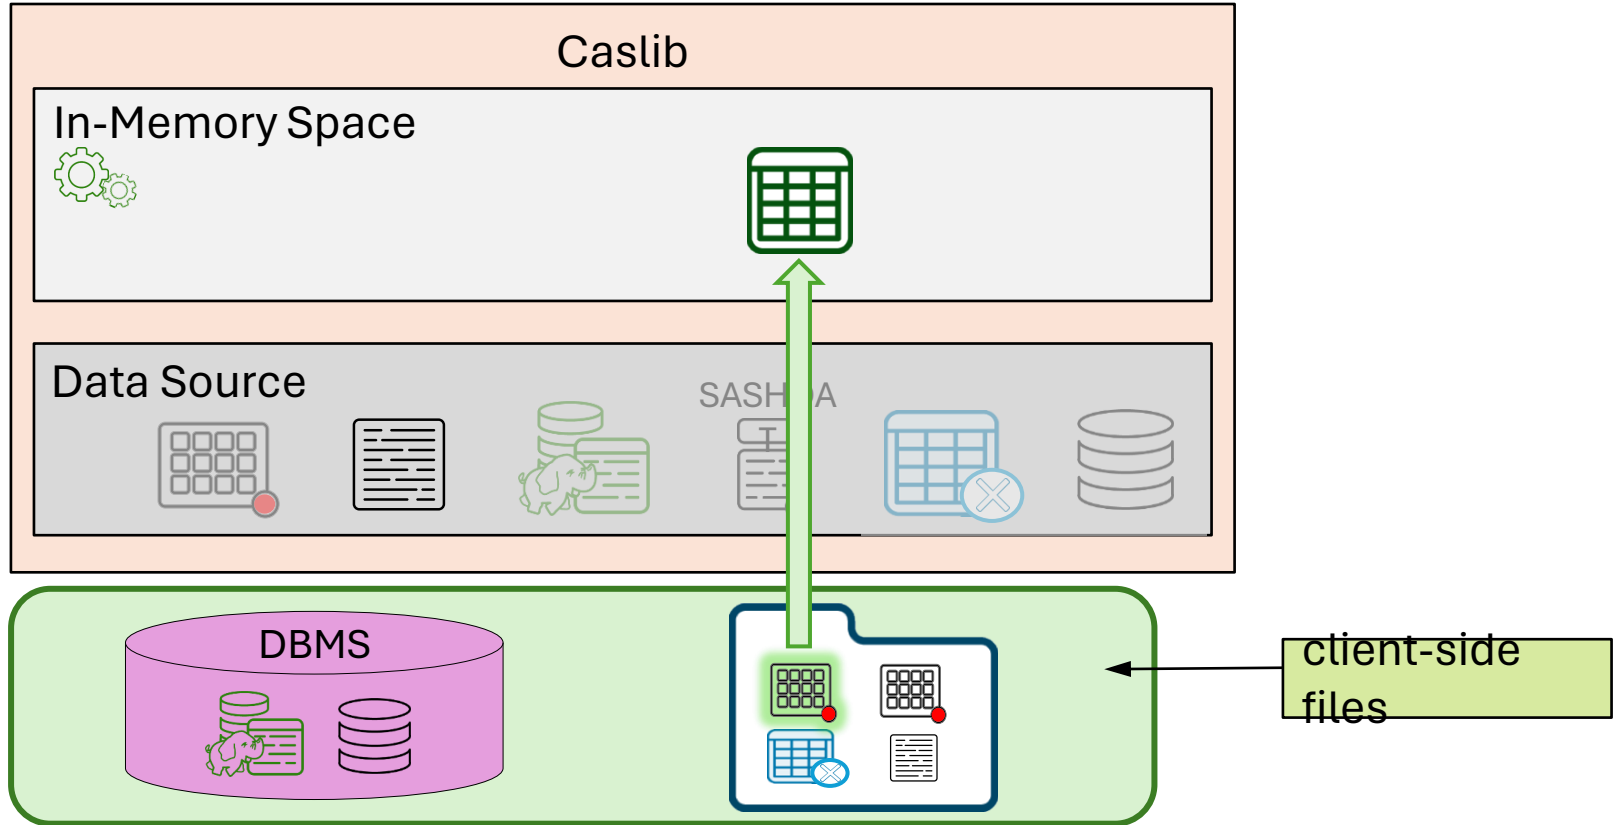 Caslib
In-Memory Space
Data Source
DBMS
client-side
files